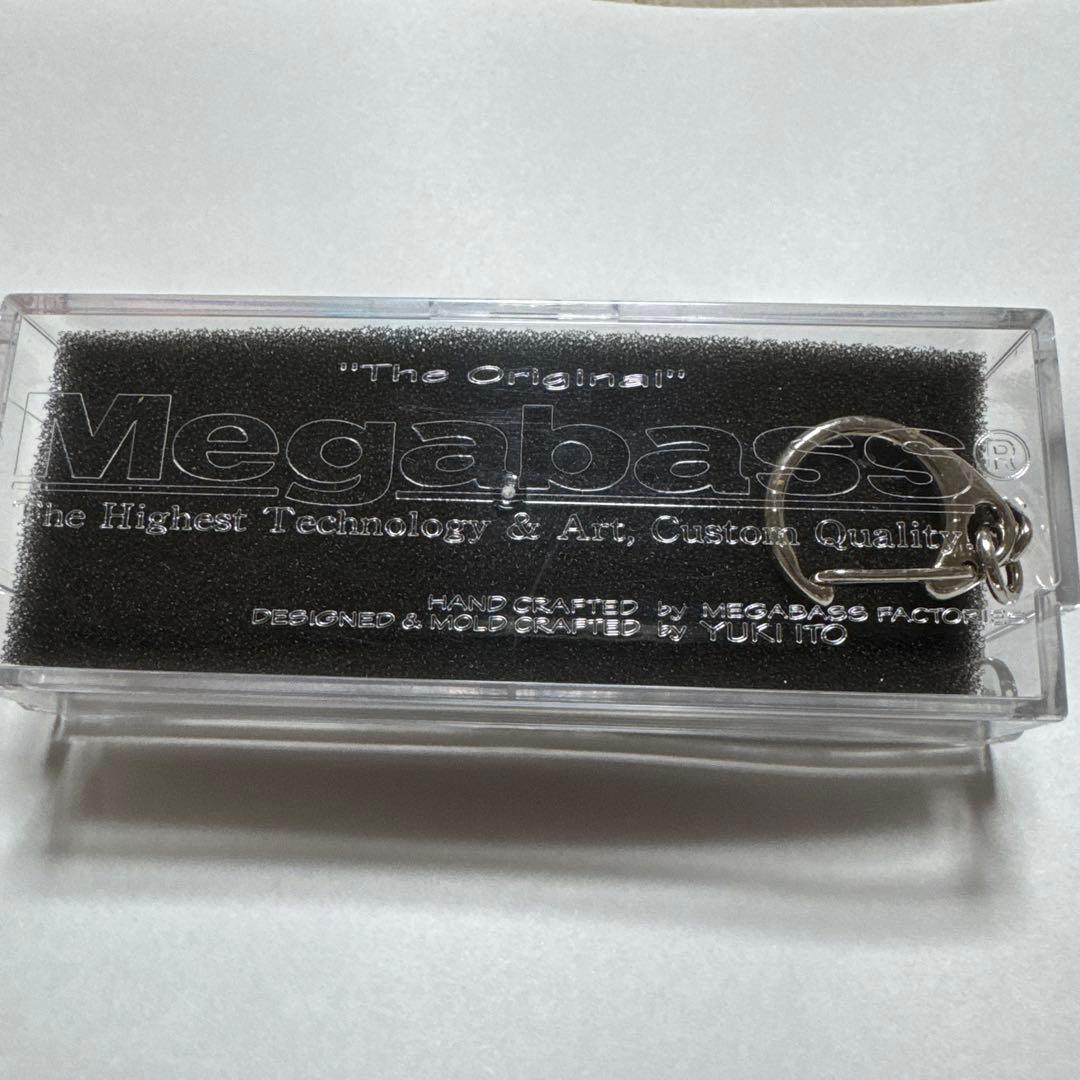 "The Original"
Megabass®
The Highest Technology & Art, Custom Quality.
HAND CRAFTED by MEGABASS FACTORIES
DESIGNED & MOLD CRAFTED by YUKI ITO